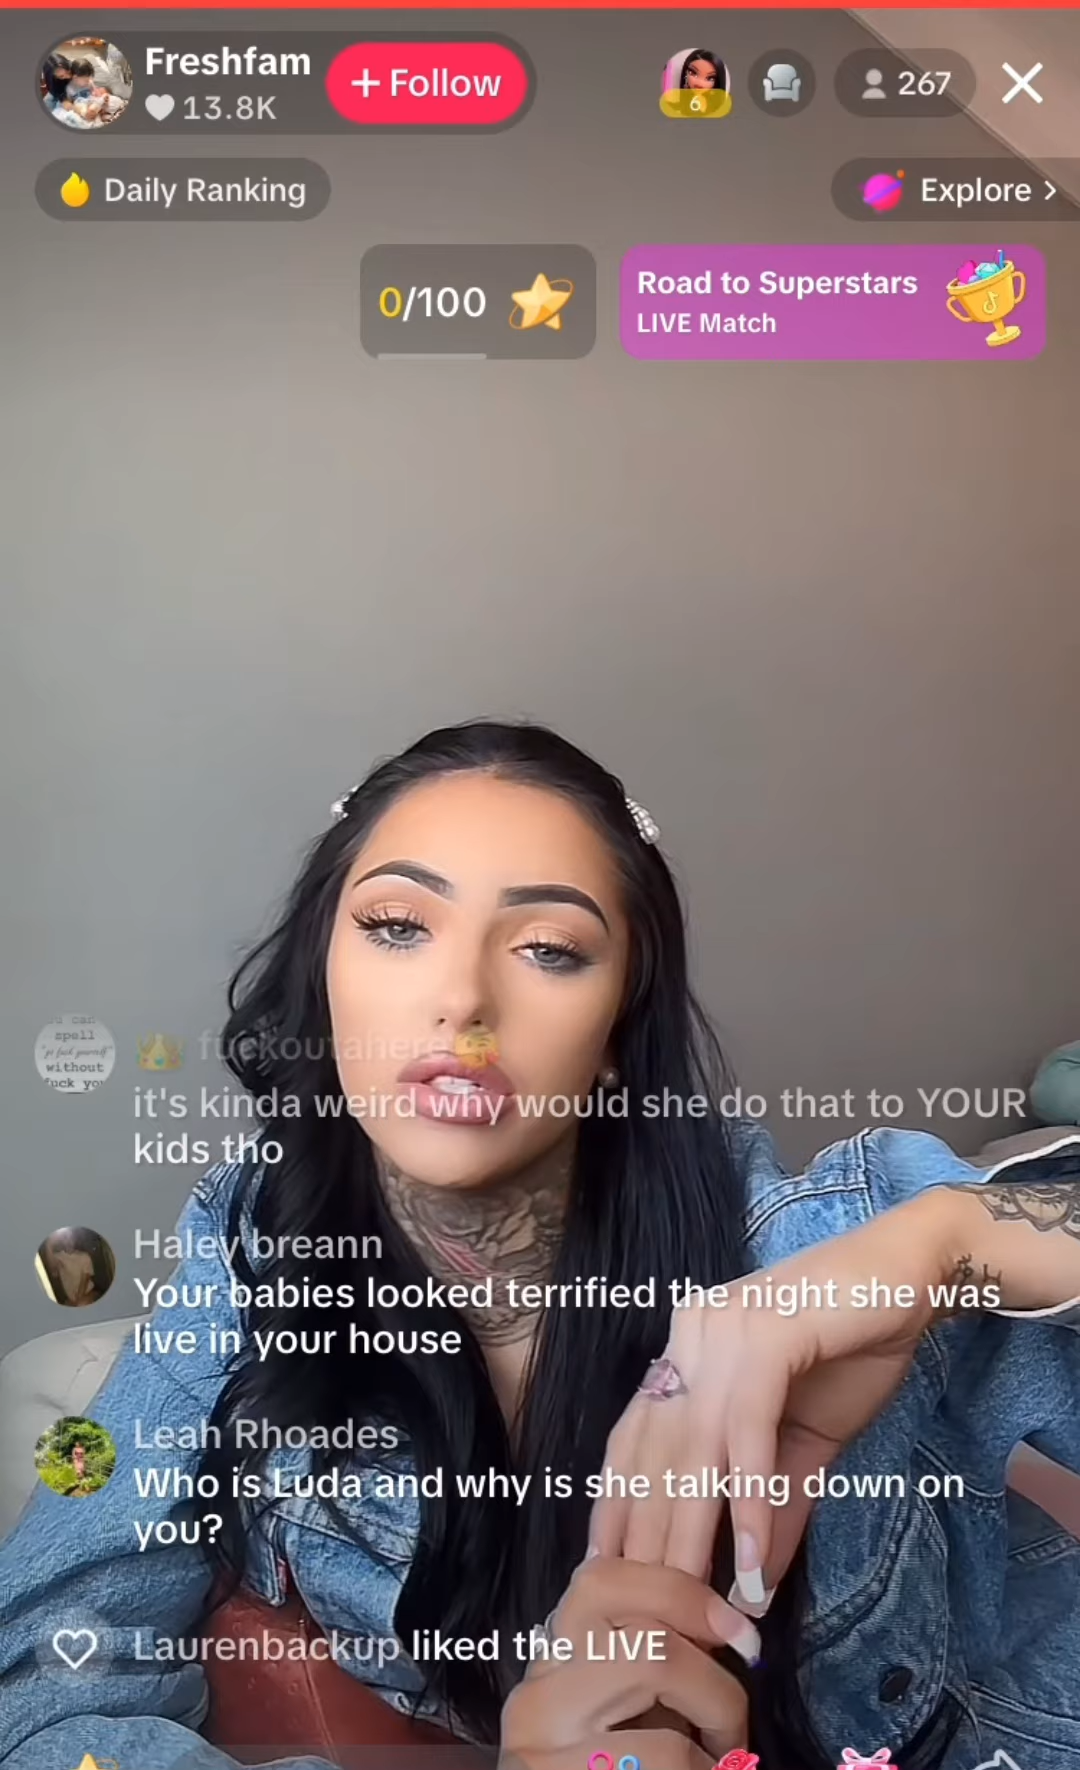 Freshfam
13.8K
+ Follow
6
267
Daily Ranking
Explore >
0/100
Road to Superstars
LIVE Match
spell
without
fuckoutahere
it's kinda weird why would she do that to YOUR
kids tho
Haley breann
Your babies looked terrified the night she was
live in your house
Leah Rhoades
Who is Luda and why is she talking down on
you?
Laurenbackup liked the LIVE